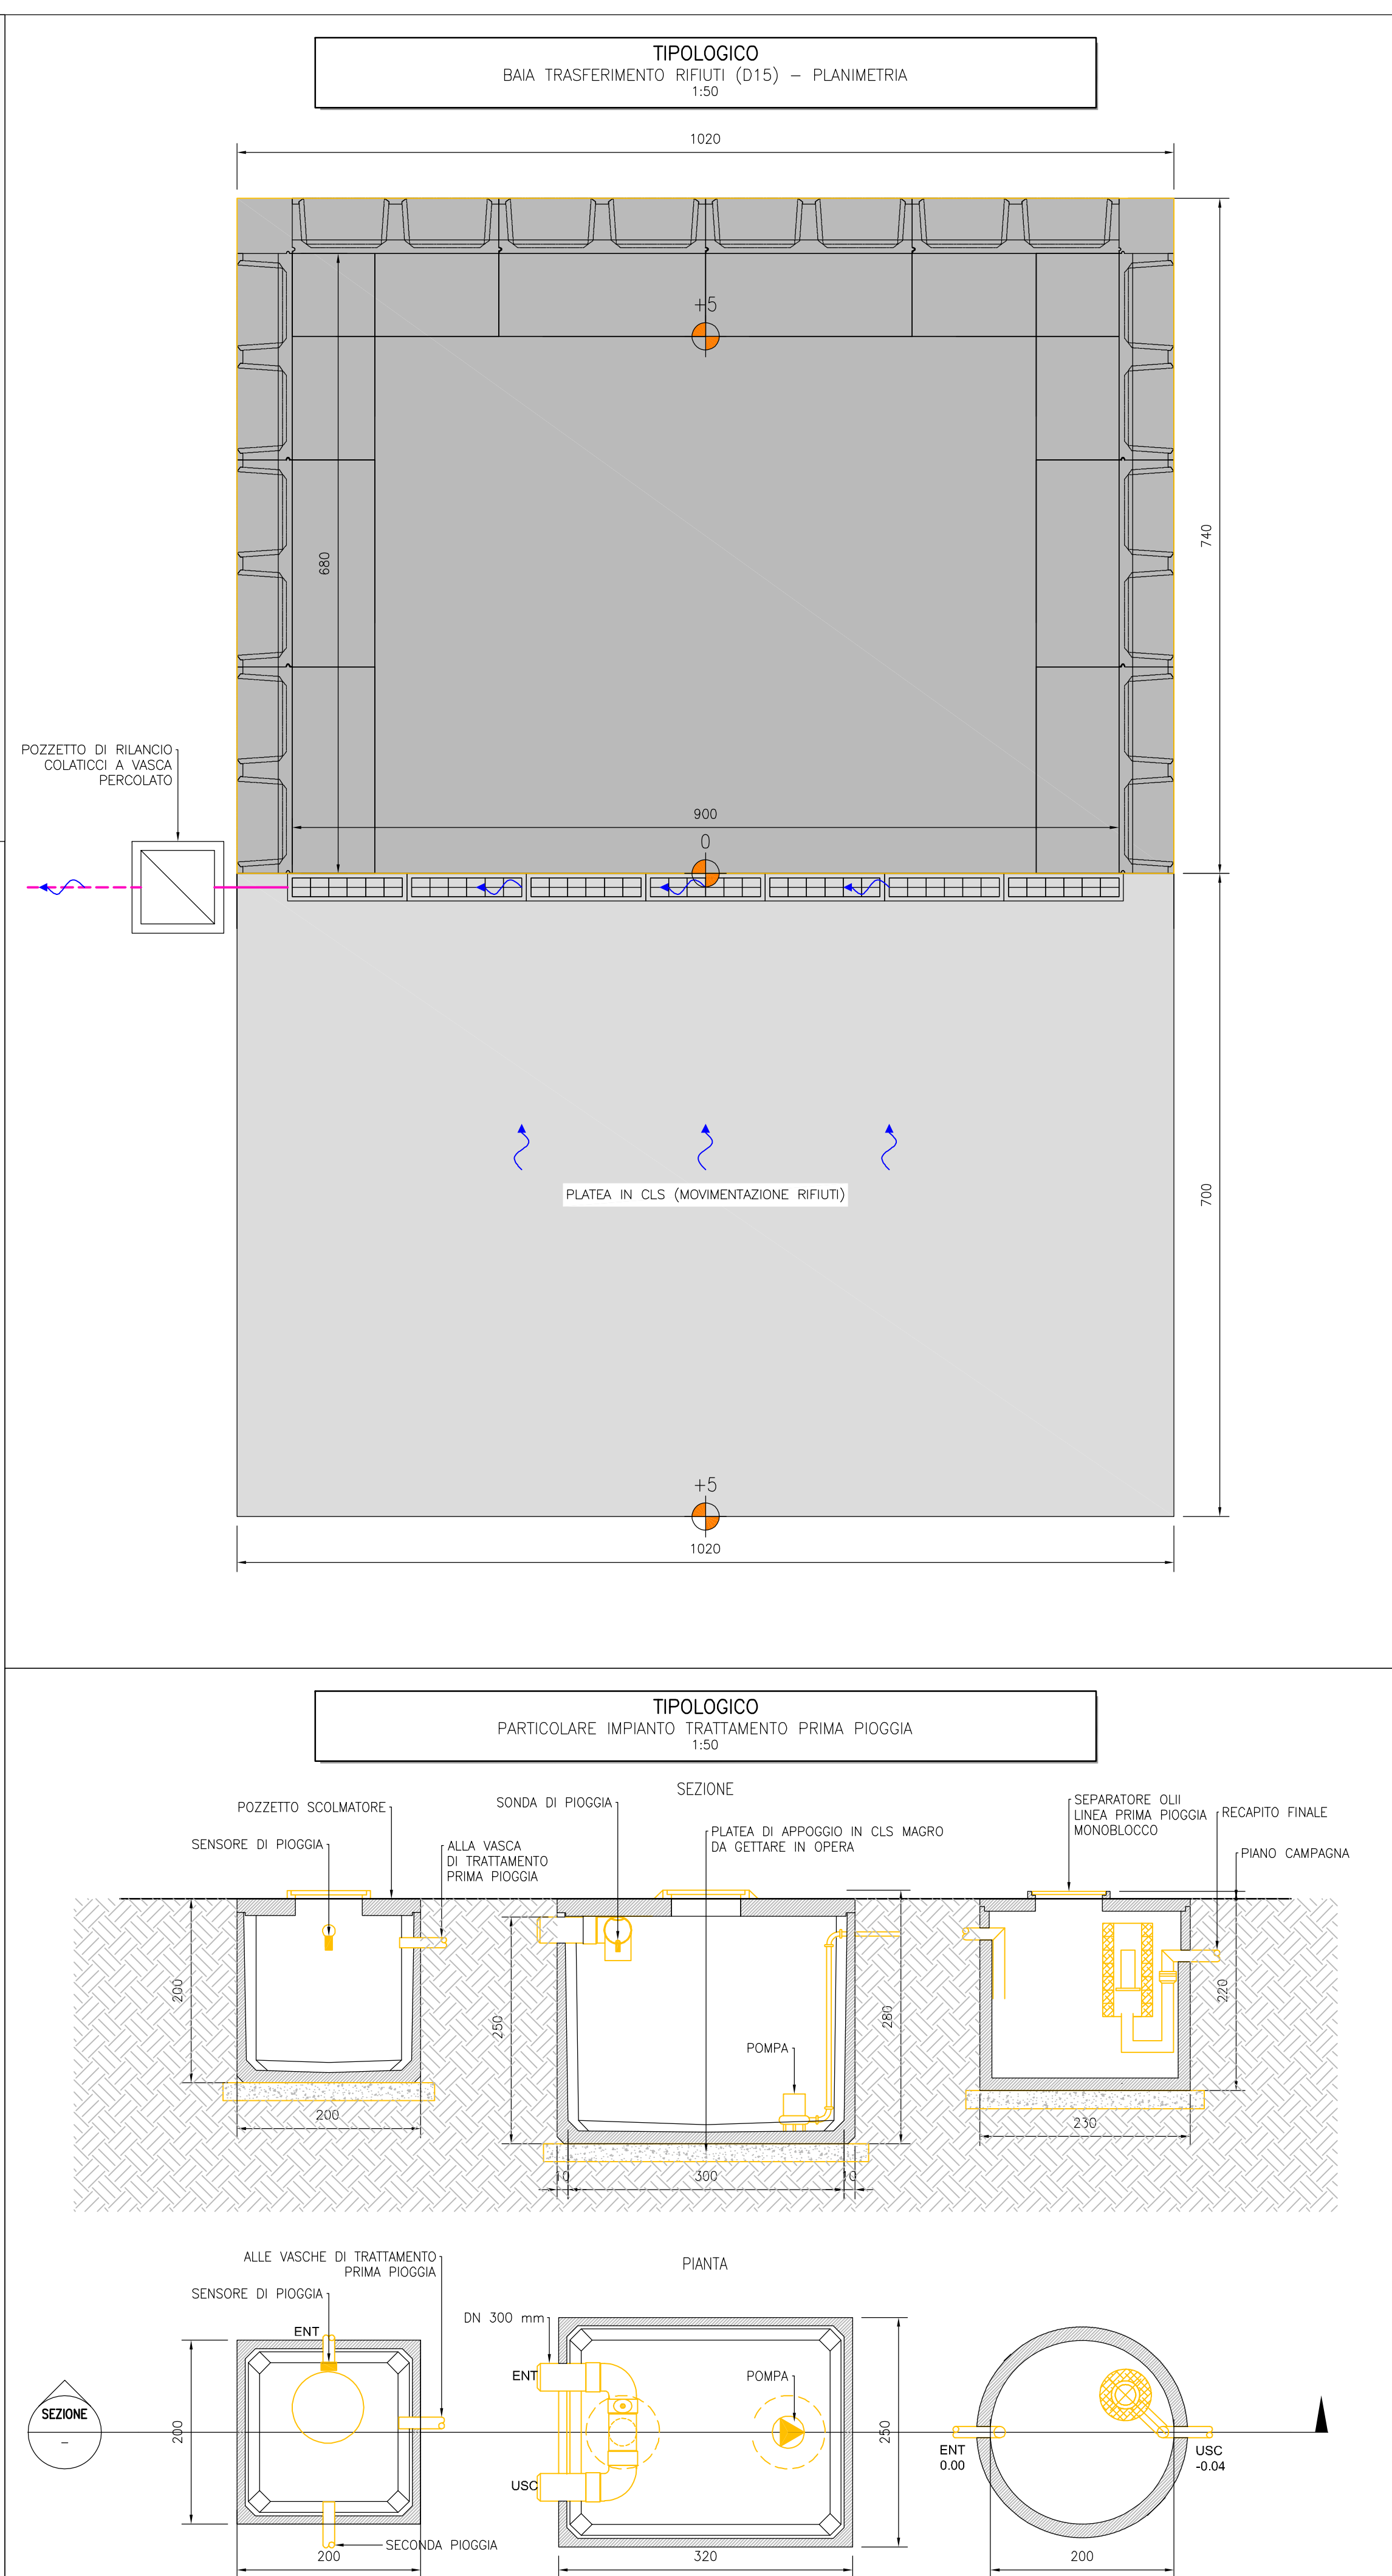 TIPOLOGICO
BAIA TRASFERIMENTO RIFIUTI (D15) – PLANIMETRIA
1:50
1020
+5
740
680
POZZETTO DI RILANCIO
COLATICCI A VASCA
PERCOLATO
900
0
PLATEA IN CLS (MOVIMENTAZIONE RIFIUTI)
700
+5
1020
TIPOLOGICO
PARTICOLARE IMPIANTO TRATTAMENTO PRIMA PIOGGIA
1:50
SEZIONE
POZZETTO SCOLMATORE
SENSORE DI PIOGGIA
ALLA VASCA
DI TRATTAMENTO
PRIMA PIOGGIA
SONDA DI PIOGGIA
PLATEA DI APPOGGIO IN CLS MAGRO
DA GETTARE IN OPERA
SEPARATORE OLII
LINEA PRIMA PIOGGIA
MONOBLOCCO
RECAPITO FINALE
PIANO CAMPAGNA
200
250
280
220
POMPA
200
10
300
10
230
ALLE VASCHE DI TRATTAMENTO
PRIMA PIOGGIA
SENSORE DI PIOGGIA
PIANTA
ENT
DN 300 mm
ENT
POMPA
SEZIONE
–
200
250
ENT
0.00
USC
-0.04
USC
SECONDA PIOGGIA
200
320
200